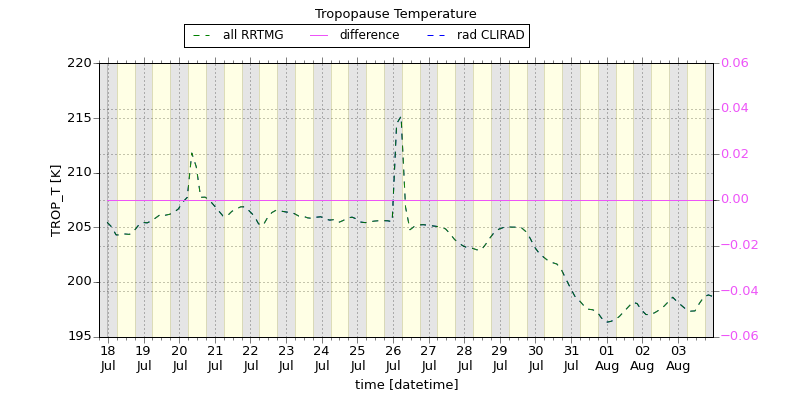 Tropopause Temperature
all RRTMG difference rad CLIRAD
220 0.06
0.04
215
0.02
210
TROP_T [K]
0.00
205
−0.02
200
−0.04
195 −0.06
18 19 20 21 22 23 24 25 26 27 28 29 30 31 01 02 03
Jul Jul Jul Jul Jul Jul Jul Jul Jul Jul Jul Jul Jul Jul Aug Aug Aug
time [datetime]